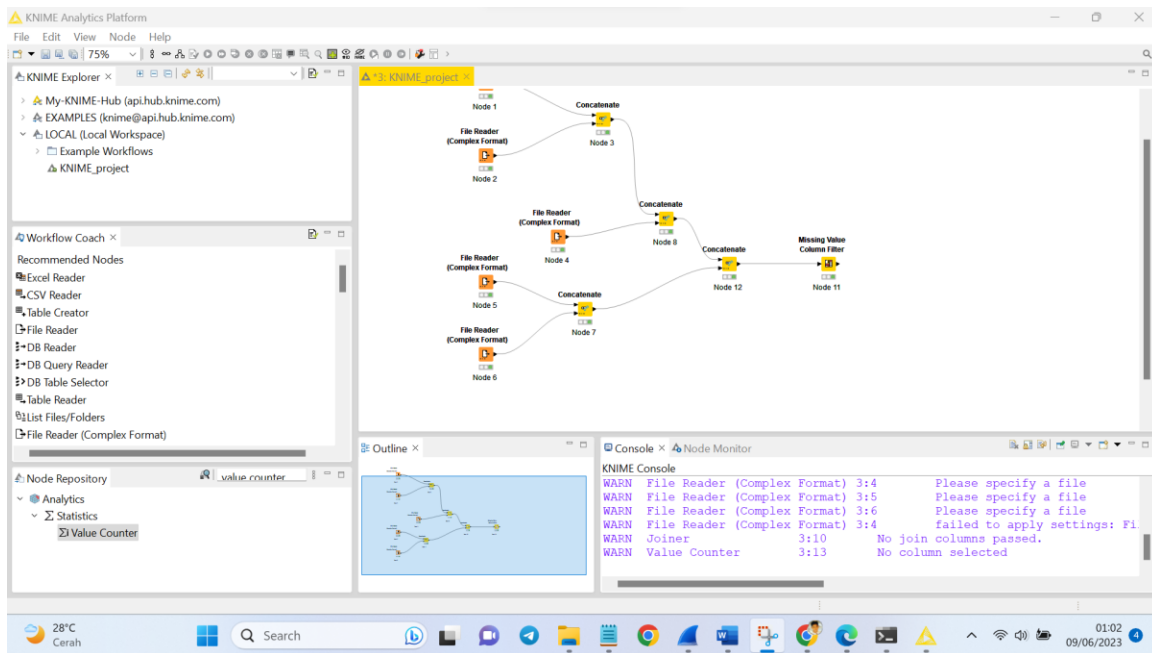 KNIME Analytics Platform
File Edit View Node Help
75%
KNIME Explorer
My-KNIME-Hub (api.hub.knime.com)
EXAMPLES (knime@api.hub.knime.com)
LOCAL (Local Workspace)
Example Workflows
KNIME_project
Workflow Coach
Recommended Nodes
Excel Reader
CSV Reader
Table Creator
File Reader
DB Reader
DB Query Reader
DB Table Selector
Table Reader
List Files/Folders
File Reader (Complex Format)
Node Repository
value counter
Analytics
Statistics
Value Counter
*3: KNIME_project
Node 1
Concatenate
Node 3
File Reader
(Complex Format)
Node 2
Concatenate
Node 8
File Reader
(Complex Format)
Node 4
Concatenate
Node 12
Missing Value
Column Filter
Node 11
File Reader
(Complex Format)
Node 5
Concatenate
Node 7
File Reader
(Complex Format)
Node 6
Outline
Console
Node Monitor
KNIME Console
WARN File Reader (Complex Format) 3:4 Please specify a file
WARN File Reader (Complex Format) 3:5 Please specify a file
WARN File Reader (Complex Format) 3:6 Please specify a file
WARN File Reader (Complex Format) 3:4 failed to apply settings: Fi
WARN Joiner 3:10 No join columns passed.
WARN Value Counter 3:13 No column selected
28°C
Cerah
Search
01:02
09/06/2023
4